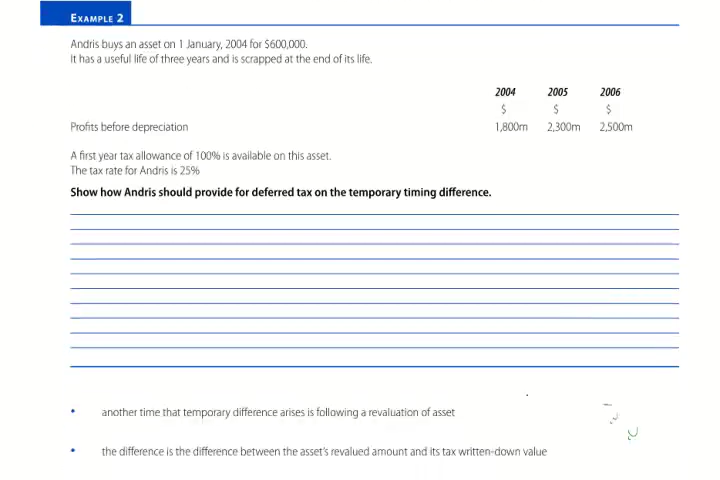 EXAMPLE 2
Andris buys an asset on 1 January, 2004 for $600,000.
It has a useful life of three years and is scrapped at the end of its life.
2004 2005 2006
$ $ $
Profits before depreciation 1,800m 2,300m 2,500m
A first year tax allowance of 100% is available on this asset.
The tax rate for Andris is 25%
Show how Andris should provide for deferred tax on the temporary timing difference.
• another time that temporary difference arises is following a revaluation of asset
• the difference is the difference between the asset's revalued amount and its tax written-down value